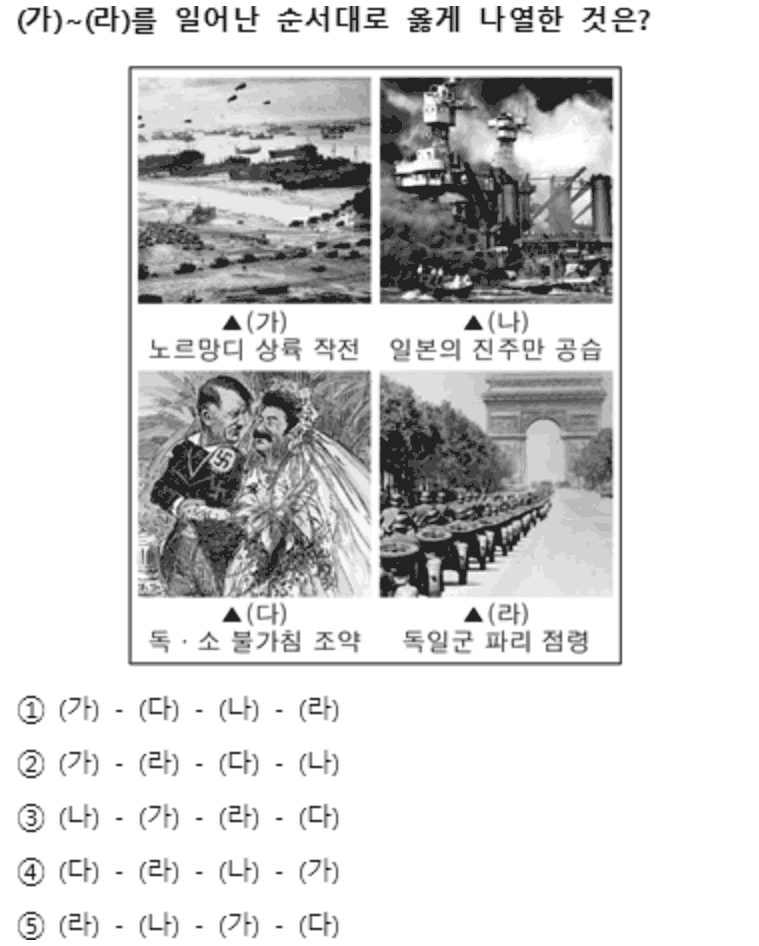 (가)~(라)를 일어난 순서대로 옳게 나열한 것은?
▲(가)
노르망디 상륙 작전
▲(나)
일본의 진주만 공습
▲(다)
독·소 불가침 조약
▲(라)
독일군 파리 점령
① (가) - (다) - (나) - (라)
② (가) - (라) - (다) - (나)
③ (나) - (가) - (라) - (다)
④ (다) - (라) - (나) - (가)
⑤ (라) - (나) - (가) - (다)